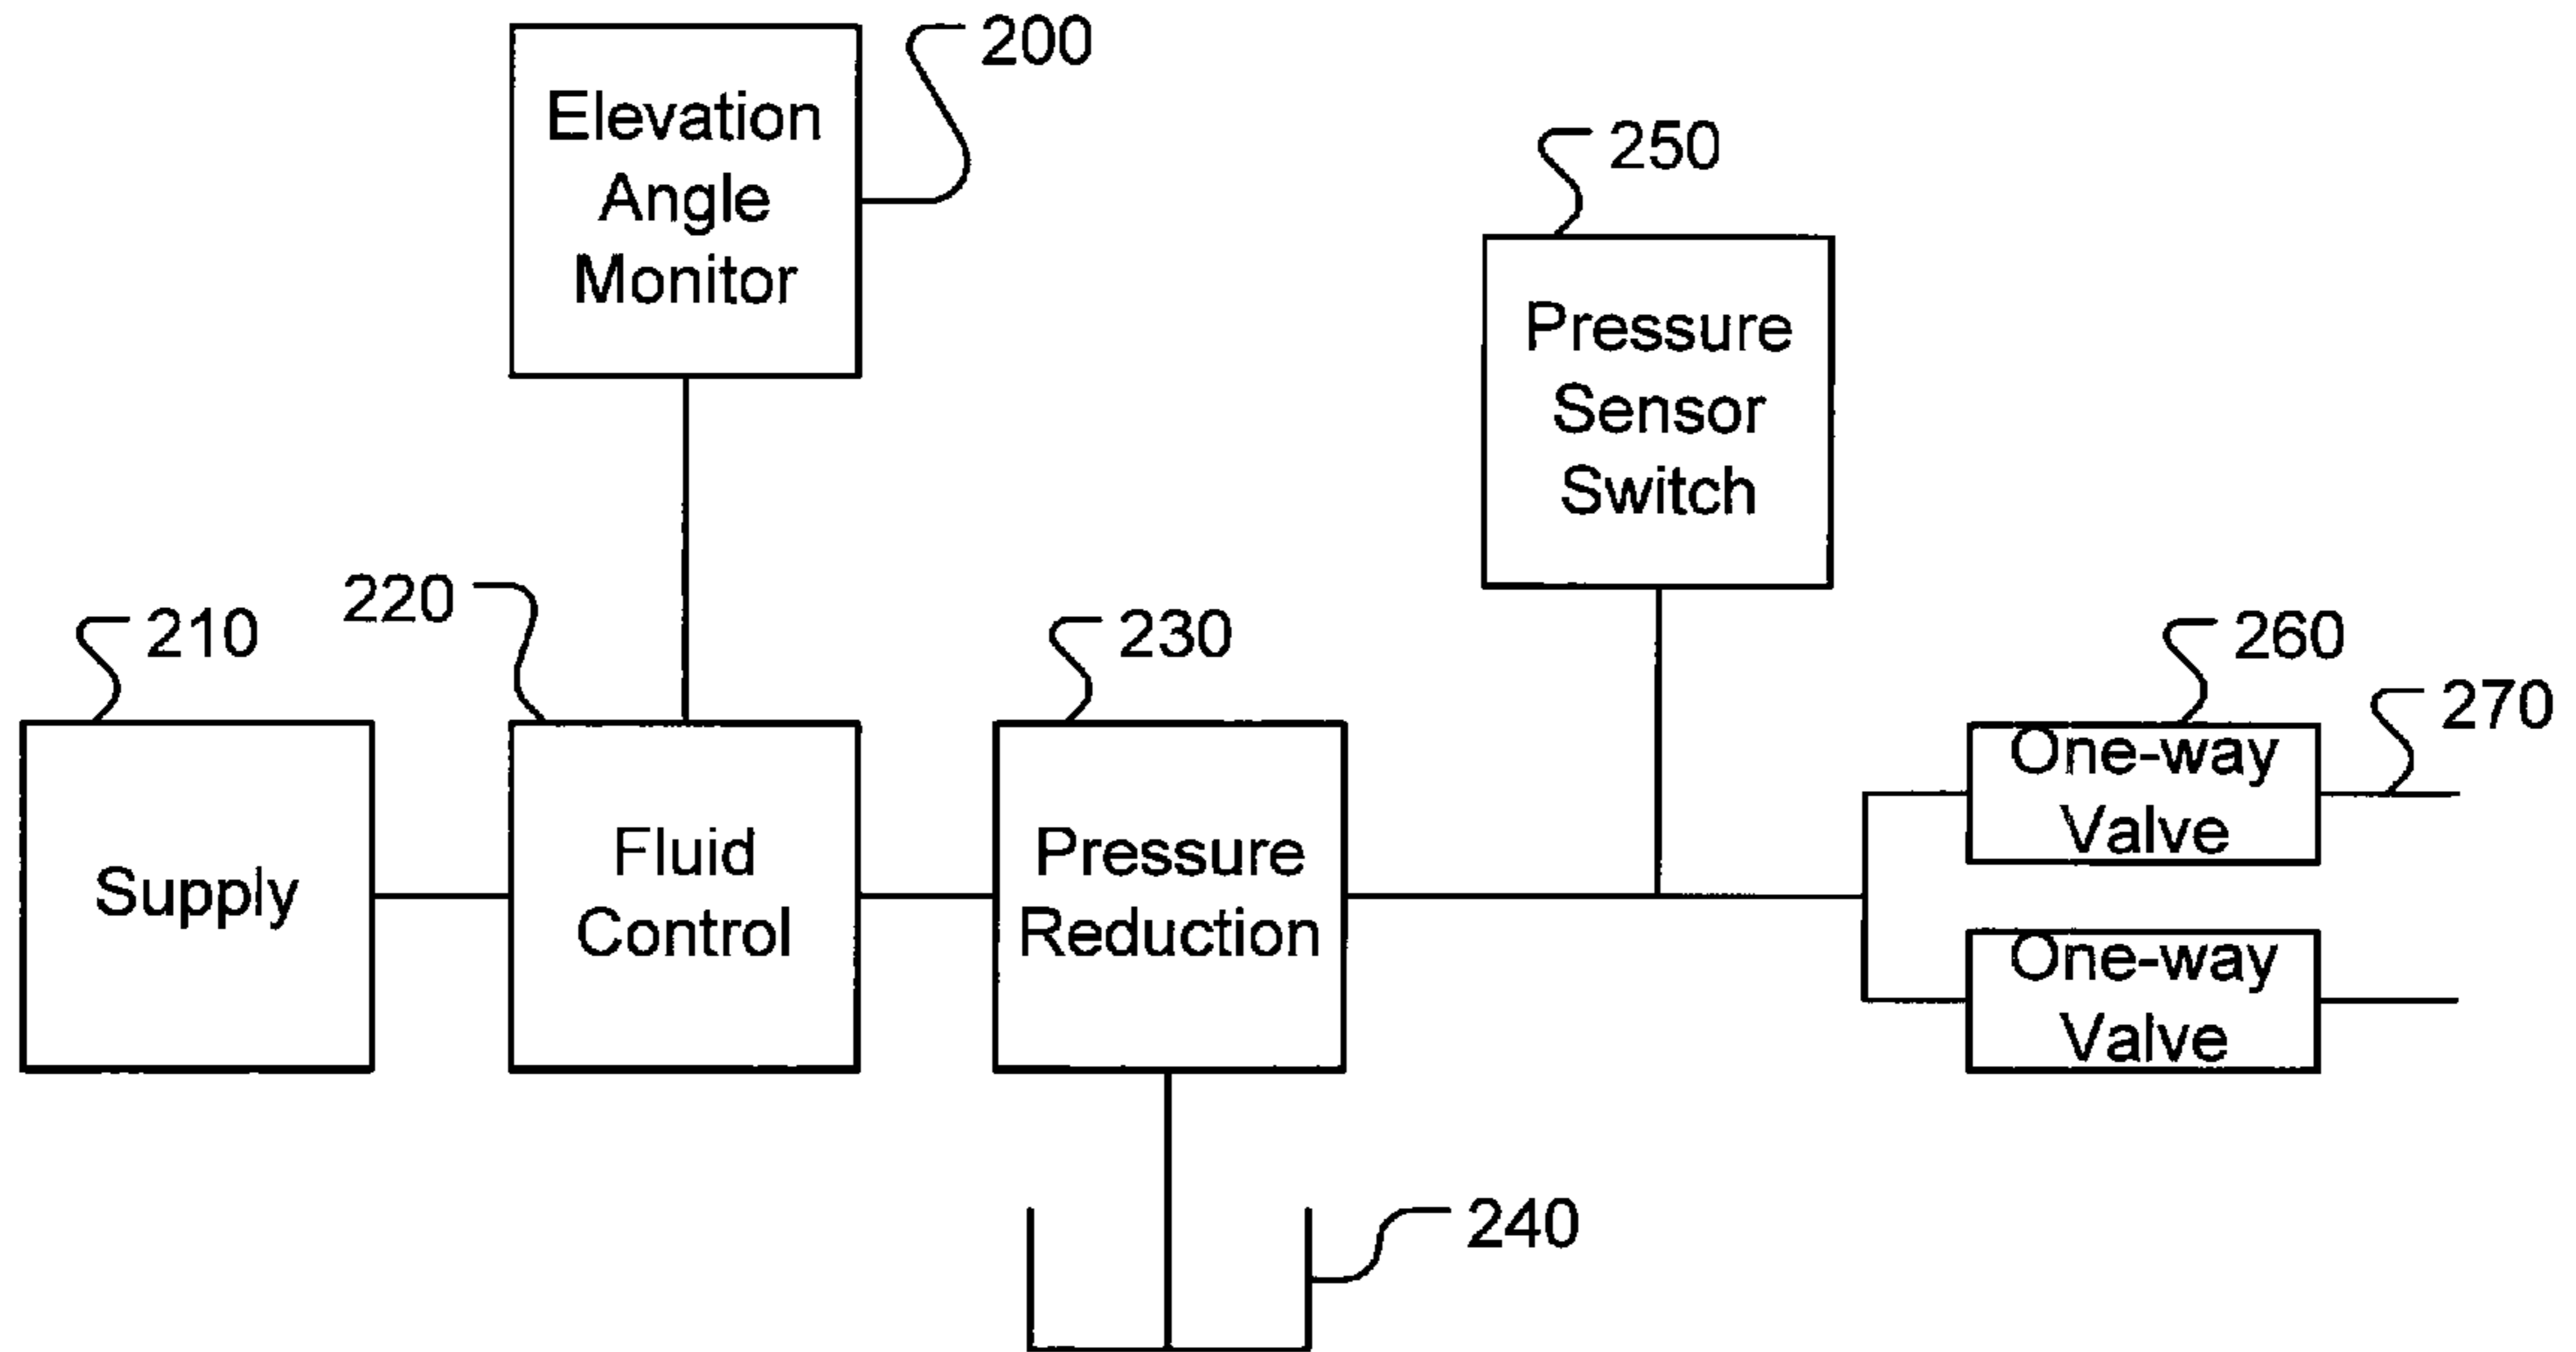 200
Elevation
Angle
Monitor
250
Pressure
Sensor
Switch
220
210
230
260
270
Supply
Fluid
Control
Pressure
Reduction
One-way
Valve
One-way
Valve
240